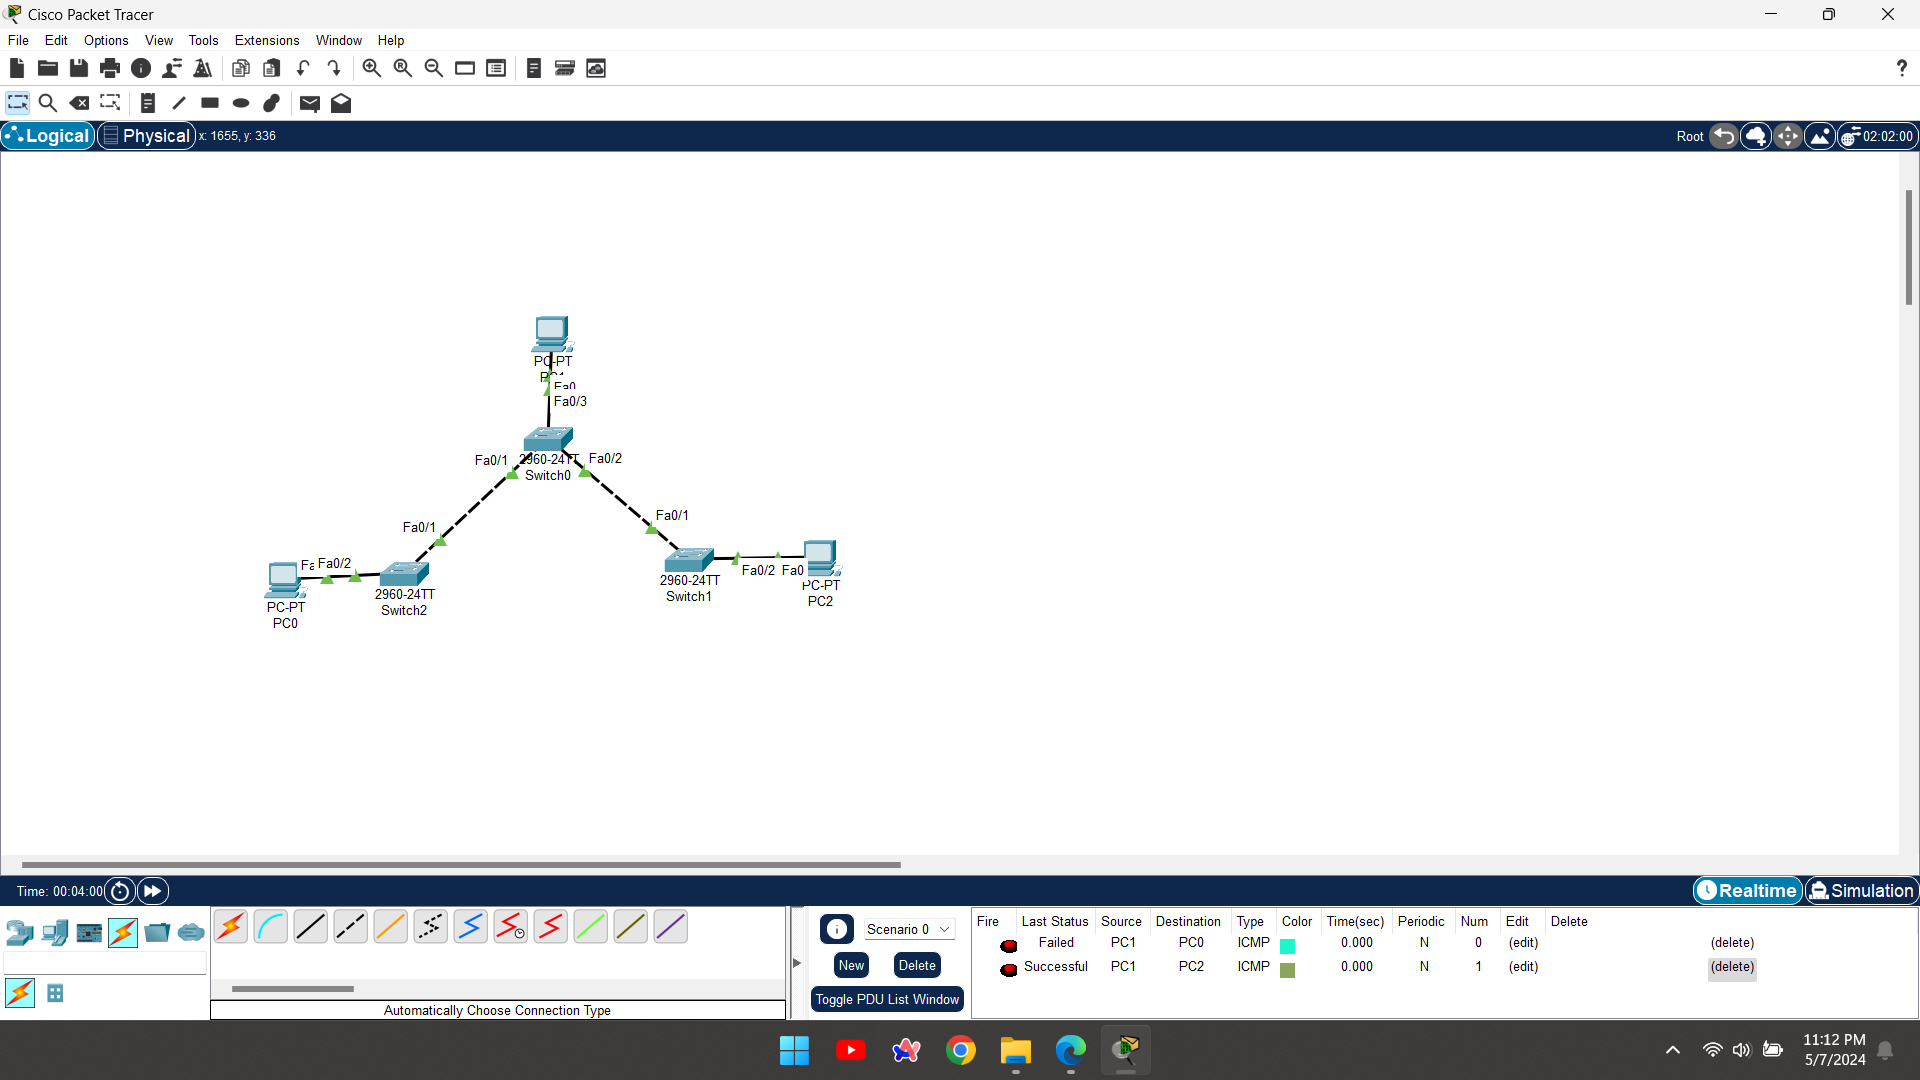 Cisco Packet Tracer
File Edit Options View Tools Extensions Window Help
?
Logical Physical x: 1655, y: 336 Root 02:02:00
PC-PT
Fa0
Fa0/3
Fa0/1 2960-24TT Fa0/2
Switch0
Fa0/1
Fa0/1
Fa0/2
2960-24TT
Switch2
PC-PT
PC0
2960-24TT
Switch1
Fa0/2 Fa0
PC-PT
PC2
Time: 00:04:00 Realtime Simulation
Automatically Choose Connection Type
Scenario 0
New Delete
Toggle PDU List Window
Fire Last Status Source Destination Type Color Time(sec) Periodic Num Edit Delete
Failed PC1 PC0 ICMP 0.000 N 0 (edit) (delete)
Successful PC1 PC2 ICMP 0.000 N 1 (edit) (delete)
11:12 PM
5/7/2024